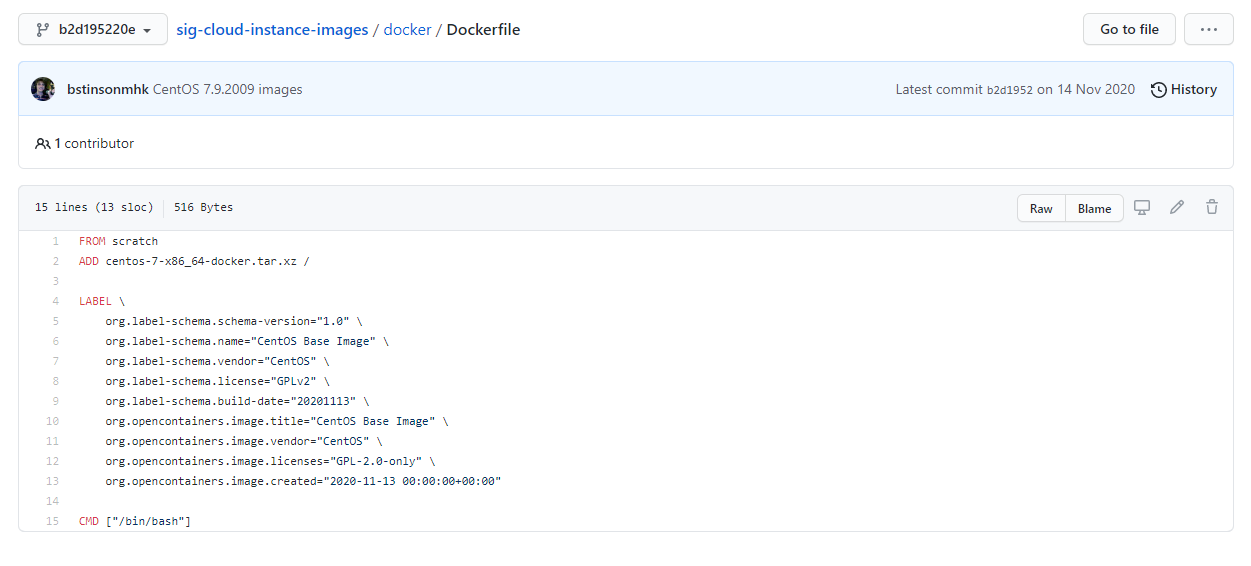 b2d195220e sig-cloud-instance-images / docker / Dockerfile Go to file ...
bstinsonmhk CentOS 7.9.2009 images Latest commit b2d1952 on 14 Nov 2020 History
1 contributor
15 lines (13 sloc) 516 Bytes Raw Blame
1 FROM scratch
2 ADD centos-7-x86_64-docker.tar.xz /
3
4 LABEL \
5 org.label-schema.schema-version="1.0" \
6 org.label-schema.name="CentOS Base Image" \
7 org.label-schema.vendor="CentOS" \
8 org.label-schema.license="GPLv2" \
9 org.label-schema.build-date="20201113" \
10 org.opencontainers.image.title="CentOS Base Image" \
11 org.opencontainers.image.vendor="CentOS" \
12 org.opencontainers.image.licenses="GPL-2.0-only" \
13 org.opencontainers.image.created="2020-11-13 00:00:00+00:00"
14
15 CMD ["/bin/bash"]